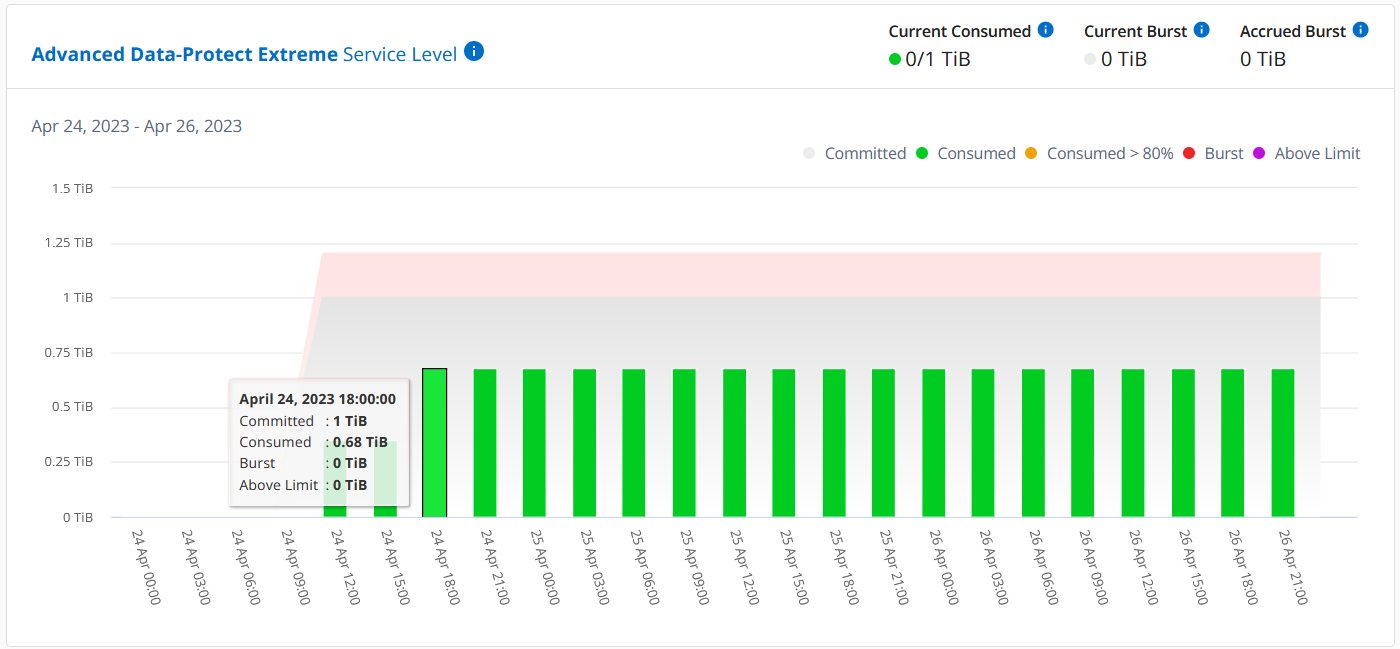 Advanced Data-Protect Extreme Service Level
Current Consumed
0/1 TiB
Current Burst
0 TiB
Accrued Burst
0 TiB
Apr 24, 2023 - Apr 26, 2023
Committed Consumed Consumed > 80% Burst Above Limit
1.5 TiB
1.25 TiB
1 TiB
0.75 TiB
0.5 TiB
0.25 TiB
0 TiB
April 24, 2023 18:00:00
Committed : 1 TiB
Consumed : 0.68 TiB
Burst : 0 TiB
Above Limit : 0 TiB
24 Apr 00:00
24 Apr 03:00
24 Apr 06:00
24 Apr 09:00
24 Apr 12:00
24 Apr 15:00
24 Apr 18:00
24 Apr 21:00
25 Apr 00:00
25 Apr 03:00
25 Apr 06:00
25 Apr 09:00
25 Apr 12:00
25 Apr 15:00
25 Apr 18:00
25 Apr 21:00
26 Apr 00:00
26 Apr 03:00
26 Apr 06:00
26 Apr 09:00
26 Apr 12:00
26 Apr 15:00
26 Apr 18:00
26 Apr 21:00